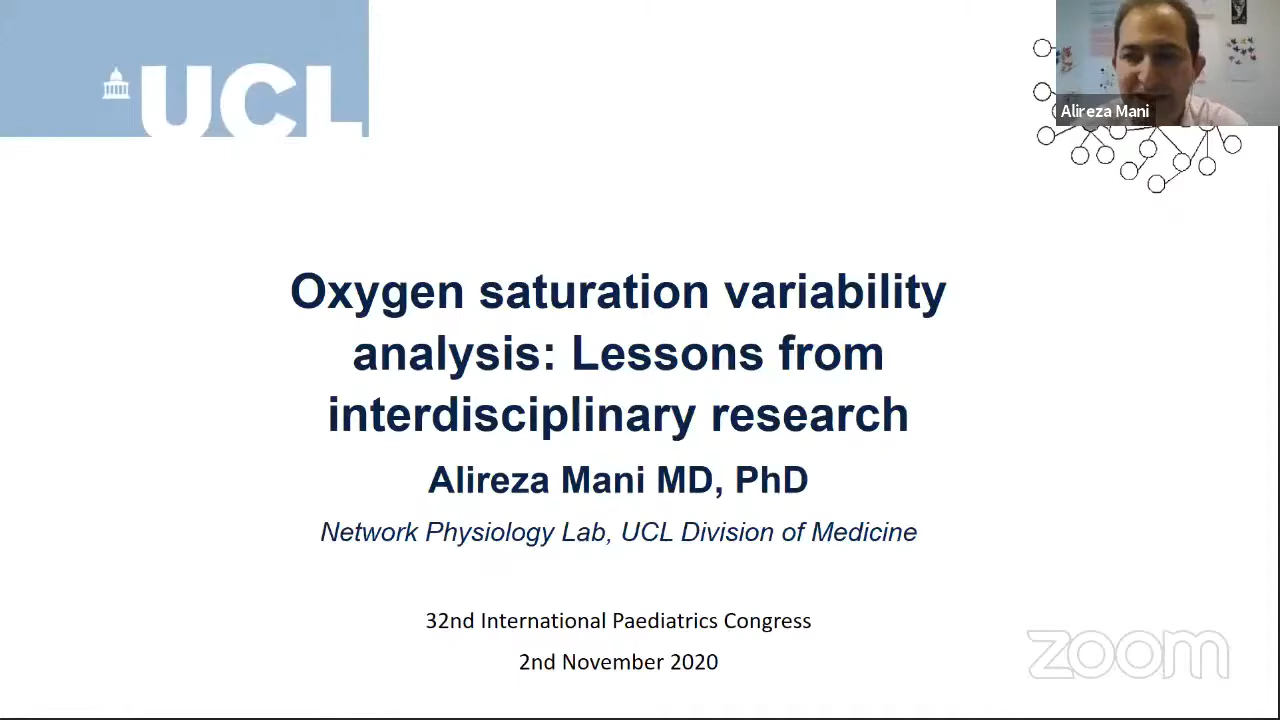 UCL
Alireza Mani
Oxygen saturation variability
analysis: Lessons from
interdisciplinary research
Alireza Mani MD, PhD
Network Physiology Lab, UCL Division of Medicine
32nd International Paediatrics Congress
2nd November 2020
zoom